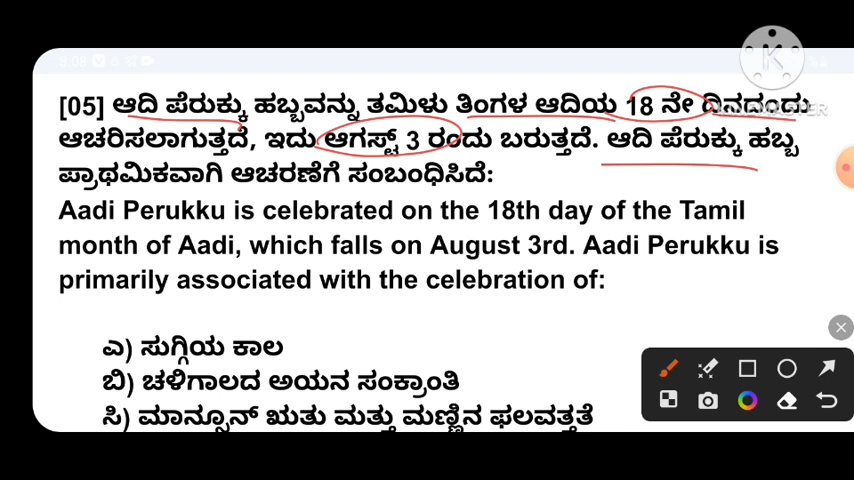 9:08
[05] ಆದಿ ಪೆರುಕ್ಕು ಹಬ್ಬವನ್ನು ತಮಿಳು ತಿಂಗಳ ಆದಿಯ 18 ನೇ ದಿನದಂದು
ಆಚರಿಸಲಾಗುತ್ತದೆ, ಇದು ಆಗಸ್ಟ್ 3 ರಂದು ಬರುತ್ತದೆ. ಆದಿ ಪೆರುಕ್ಕು ಹಬ್ಬ
ಪ್ರಾಥಮಿಕವಾಗಿ ಆಚರಣೆಗೆ ಸಂಬಂಧಿಸಿದೆ:
Aadi Perukku is celebrated on the 18th day of the Tamil
month of Aadi, which falls on August 3rd. Aadi Perukku is
primarily associated with the celebration of:
ಎ) ಸುಗ್ಗಿಯ ಕಾಲ
ಬಿ) ಚಳಿಗಾಲದ ಅಯನ ಸಂಕ್ರಾಂತಿ
ಸಿ) ಮಾನ್ಸೂನ್ ಋತು ಮತ್ತು ಮಣ್ಣಿನ ಫಲವತ್ತತೆ